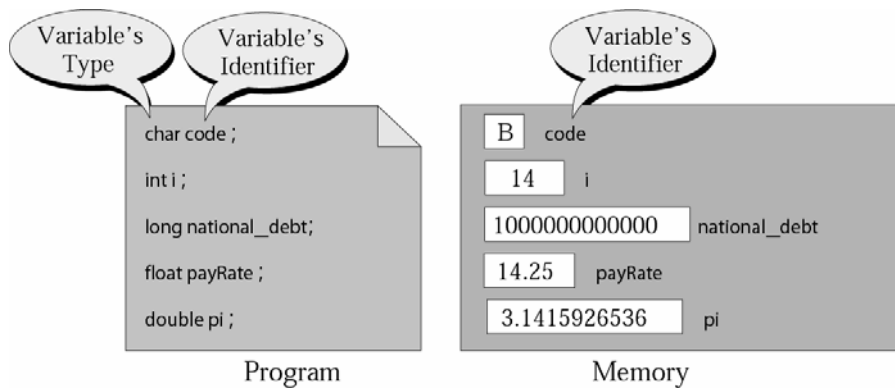 Variable's
Type
Variable's
Identifier
Variable's
Identifier
char code ;
int i ;
long national_debt;
float payRate ;
double pi ;
B code
14 i
1000000000000 national_debt
14.25 payRate
3.1415926536 pi
Program
Memory